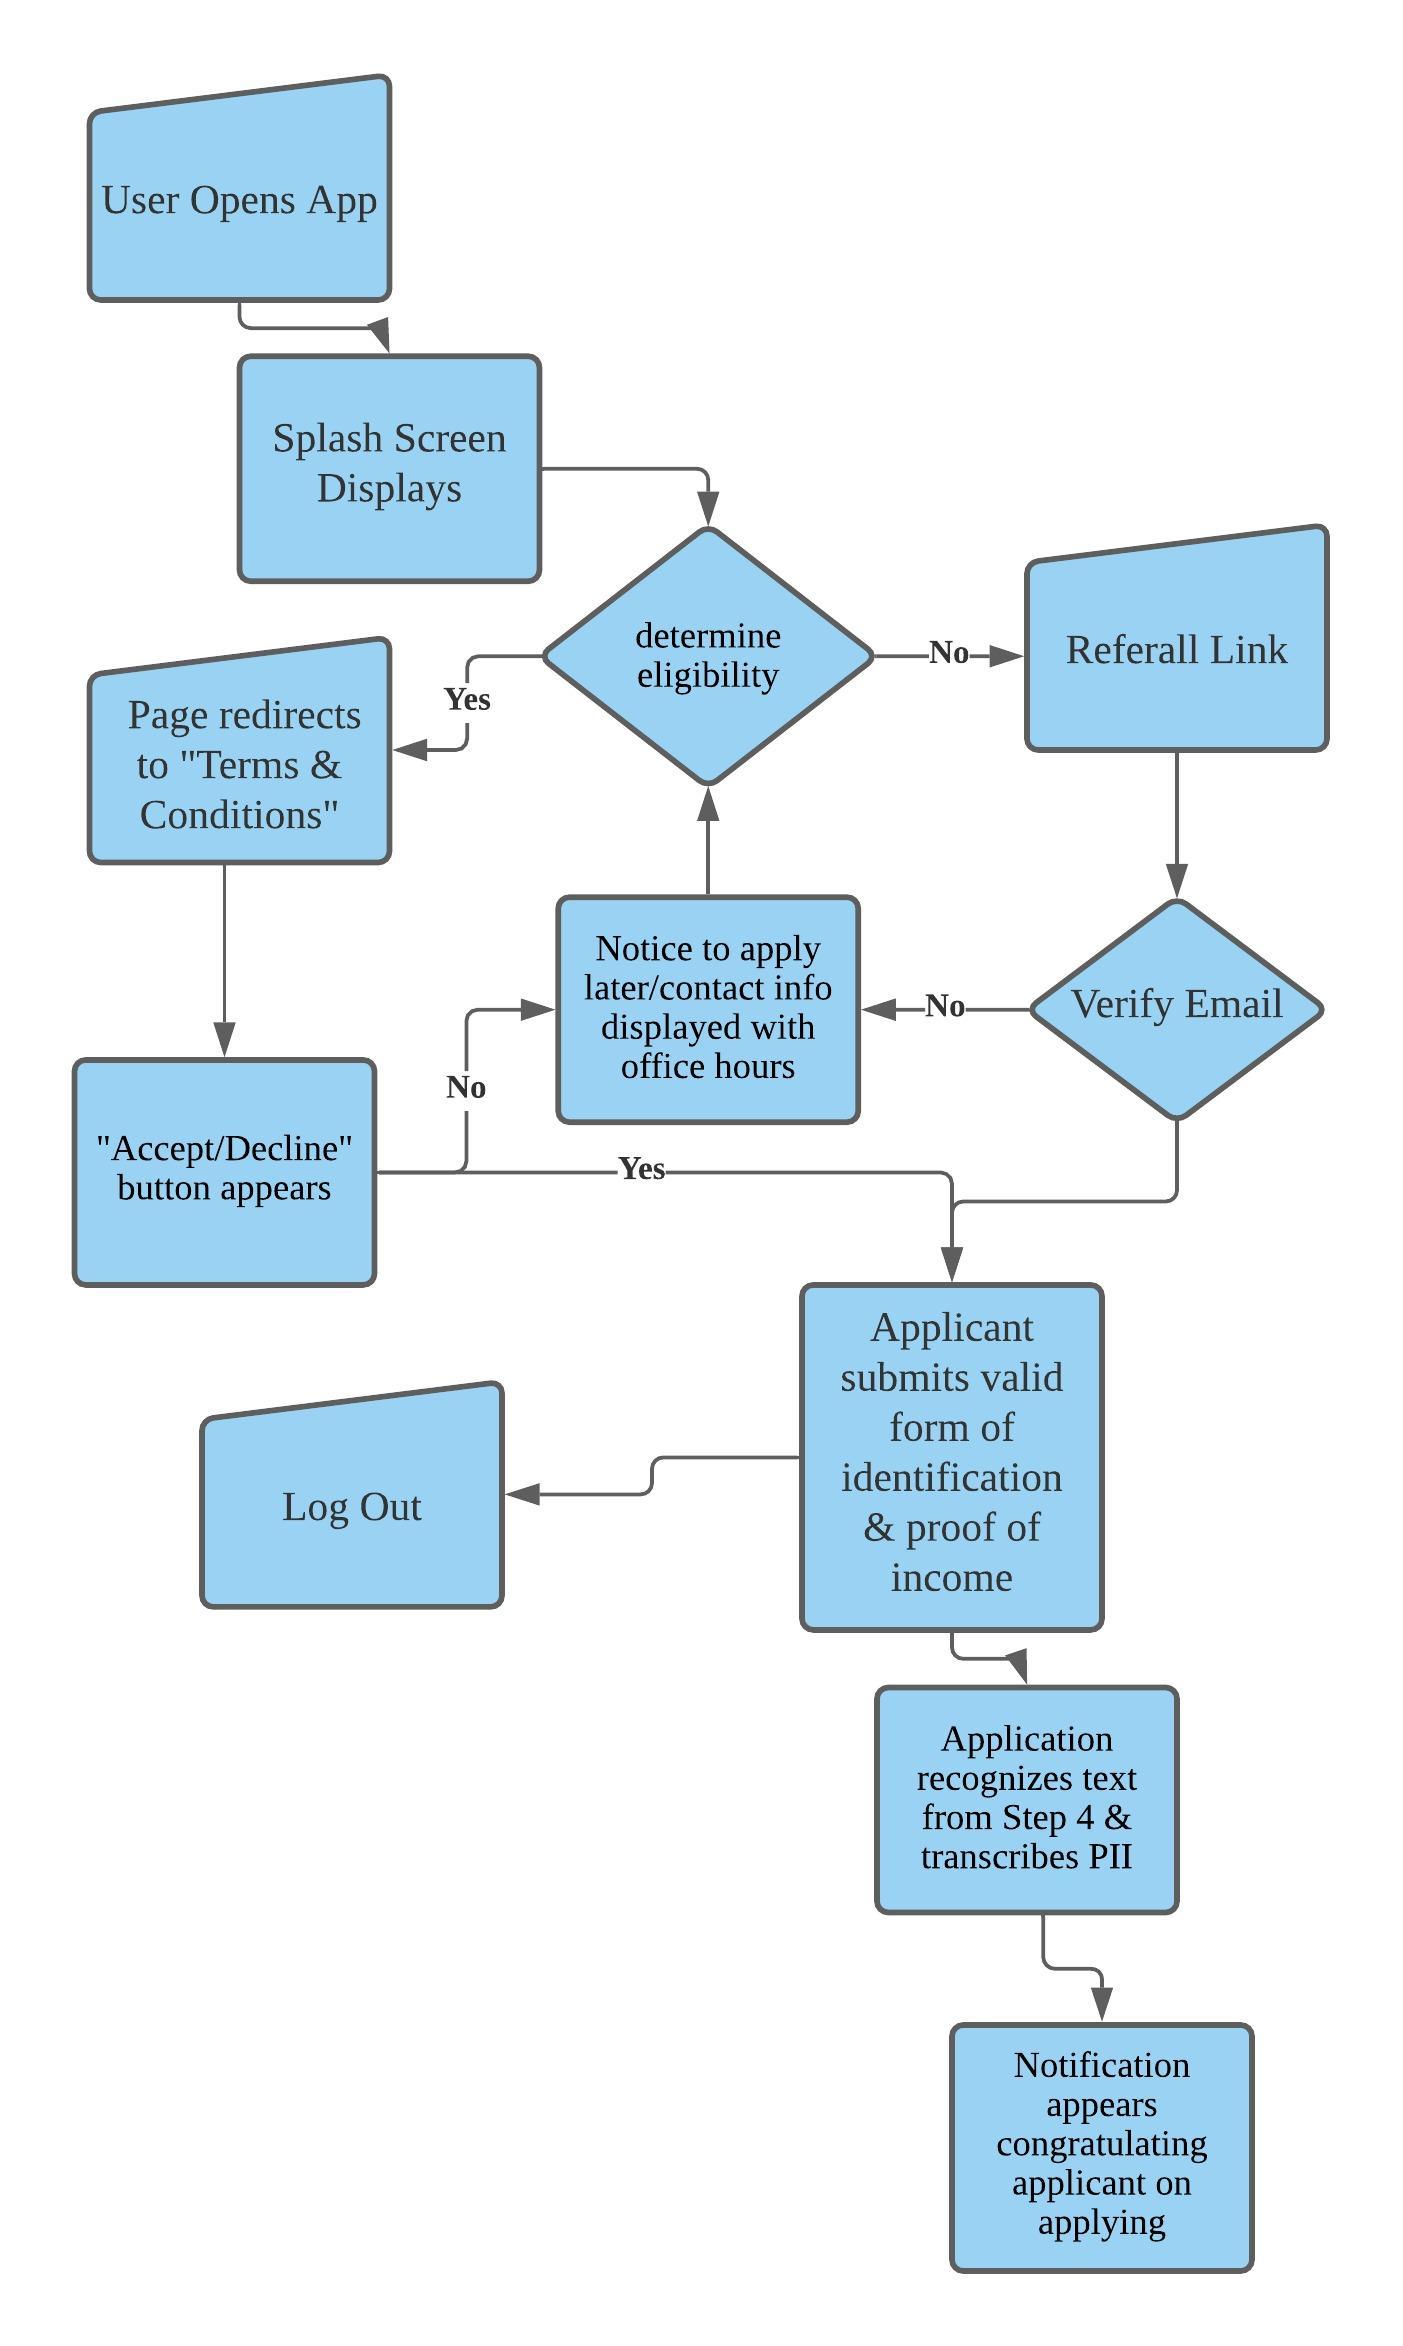 User Opens App
Splash Screen
Displays
determine
eligibility
No
Referall Link
Yes
Page redirects
to "Terms &
Conditions"
Notice to apply
later/contact info
displayed with
office hours
No
Verify Email
No
"Accept/Decline"
button appears
Yes
Applicant
submits valid
form of
identification
& proof of
income
Log Out
Application
recognizes text
from Step 4 &
transcribes PII
Notification
appears
congratulating
applicant on
applying